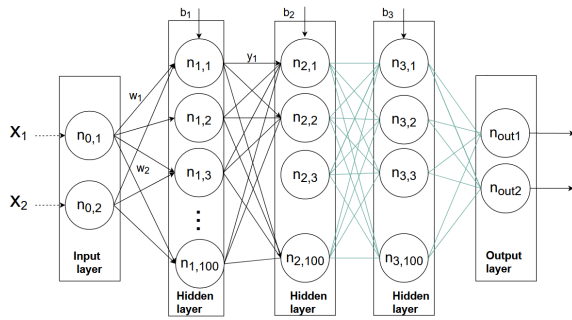 b1
b2
b3
n1,1
y1
n2,1
n3,1
w1
x1
n0,1
n1,2
n2,2
n3,2
nout1
w2
x2
n0,2
n1,3
n2,3
n3,3
nout2
Input
layer
n1,100
n2,100
n3,100
Output
layer
Hidden
layer
Hidden
layer
Hidden
layer